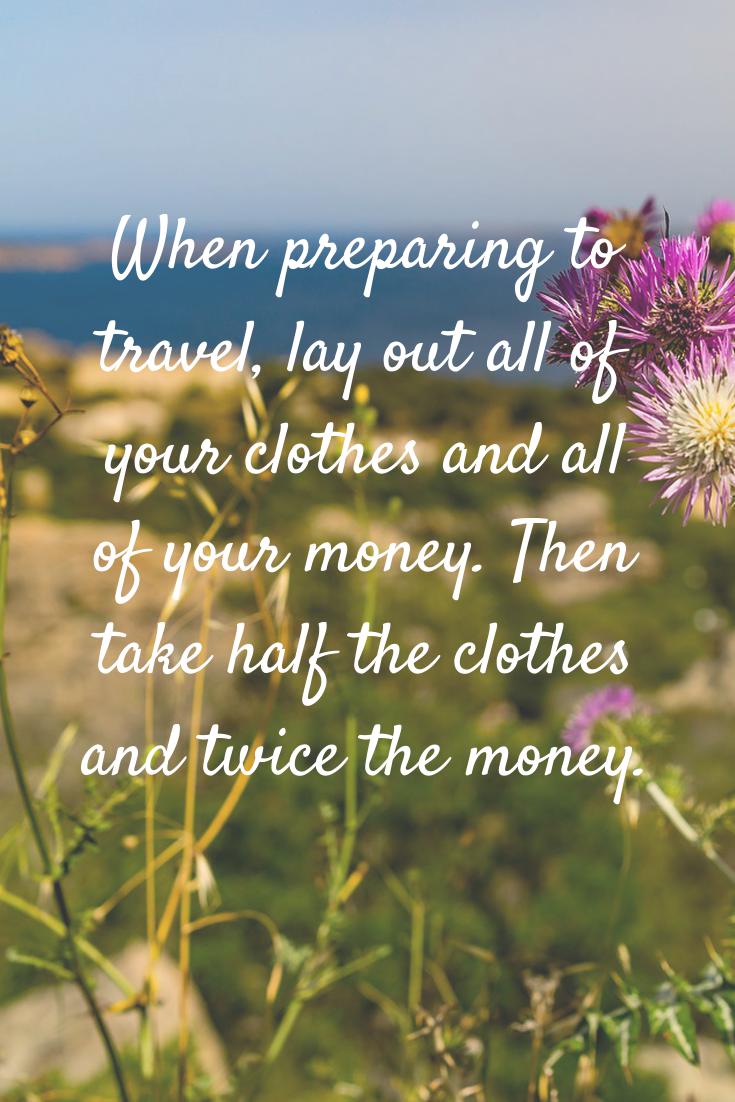 When preparing to
travel, lay out all of
your clothes and all
of your money. Then
take half the clothes
and twice the money.